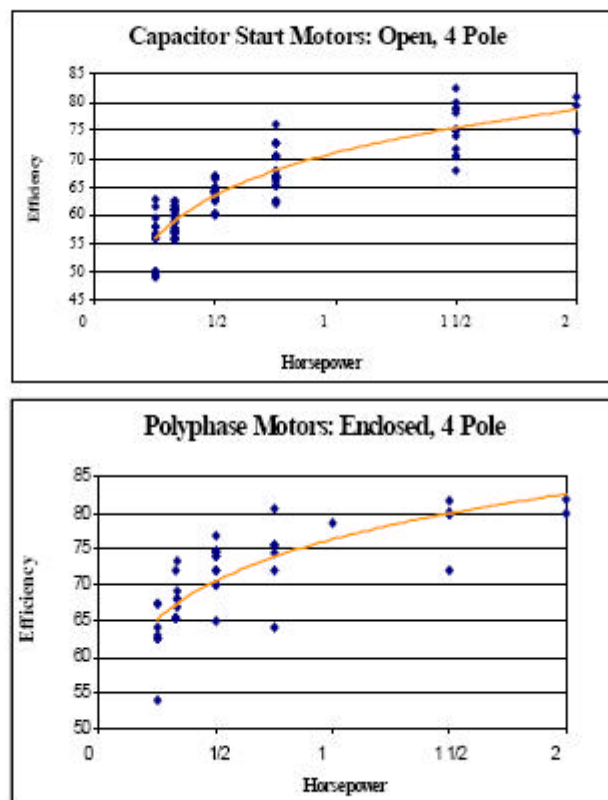 Capacitor Start Motors: Open, 4 Pole
85
80
75
70
65
60
55
50
45
Efficiency
0 1/2 1 1 1/2 2
Horsepower
Polyphase Motors: Enclosed, 4 Pole
85
80
75
70
65
60
55
50
Efficiency
0 1/2 1 1 1/2 2
Horsepower